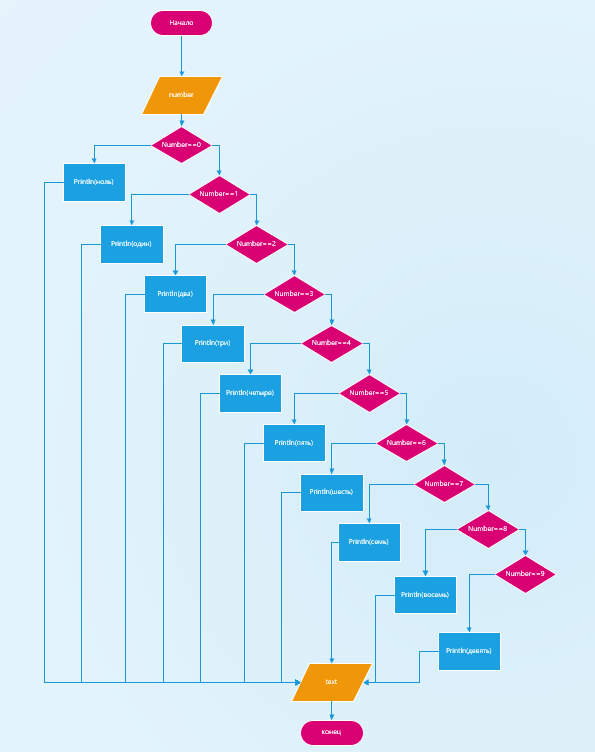 Начало
number
Number==0
Println(ноль)
Number==1
Println(один)
Number==2
Println(два)
Number==3
Println(три)
Number==4
Println(четыре)
Number==5
Println(пять)
Number==6
Println(шесть)
Number==7
Println(семь)
Number==8
Println(восемь)
Number==9
Println(девять)
text
конец